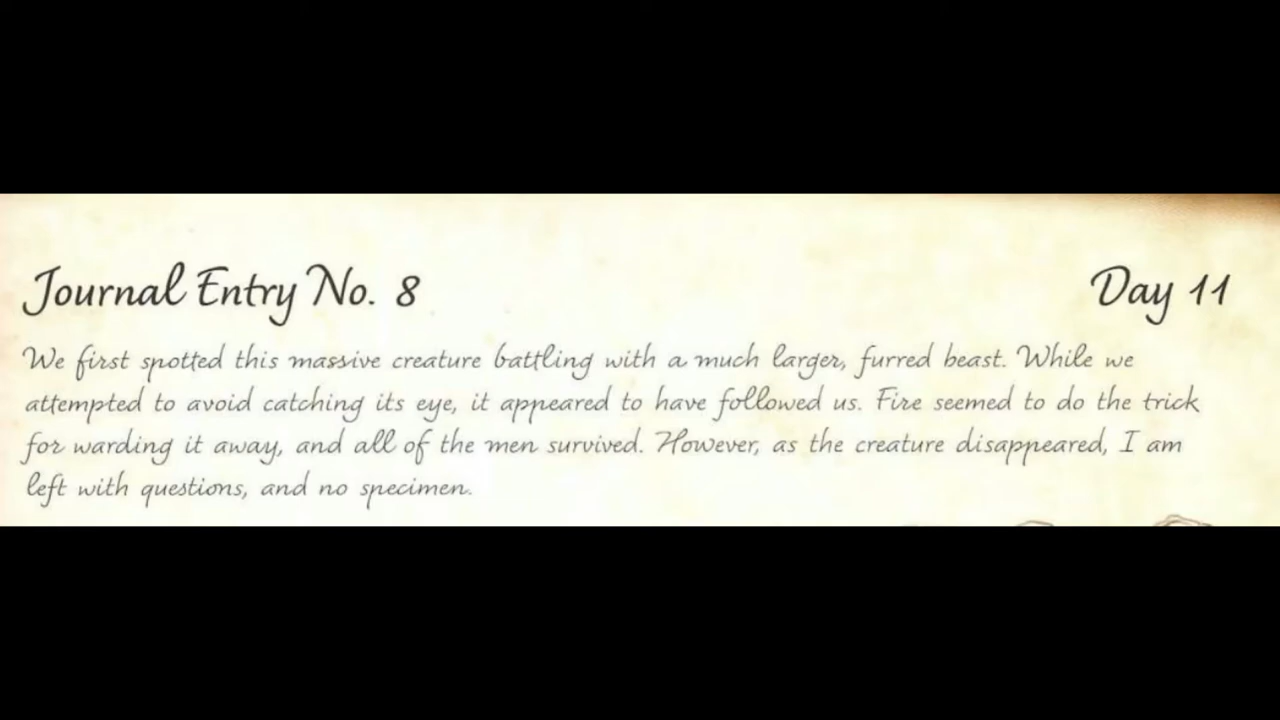 Journal Entry No. 8 Day 11
We first spotted this massive creature battling with a much larger, furred beast. While we
attempted to avoid catching its eye, it appeared to have followed us. Fire seemed to do the trick
for warding it away, and all of the men survived. However, as the creature disappeared, I am
left with questions, and no specimen.